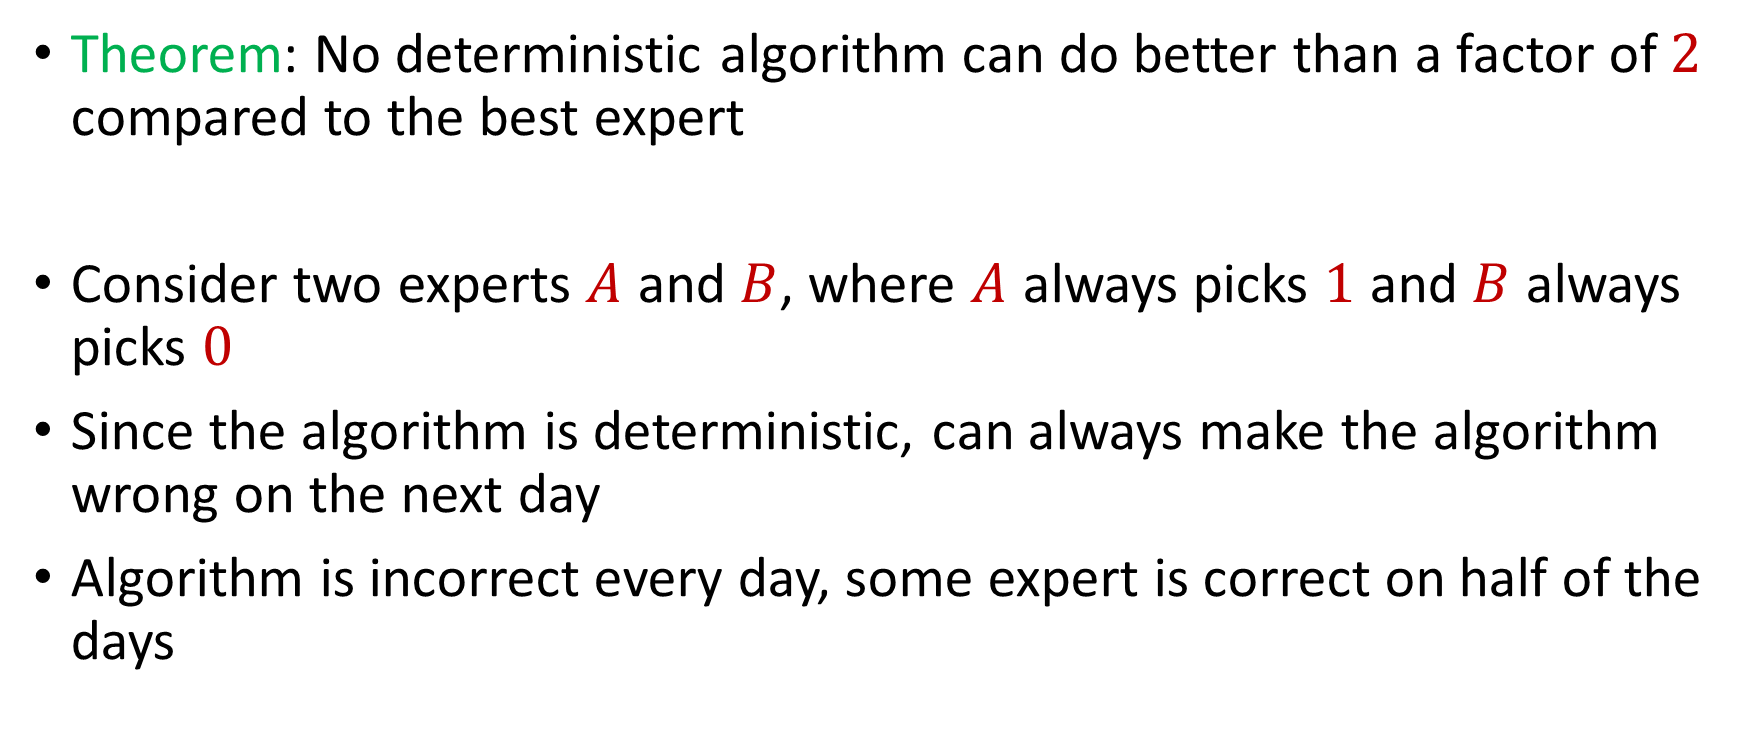 • Theorem: No deterministic algorithm can do better than a factor of 2
compared to the best expert
• Consider two experts A and B, where A always picks 1 and B always
picks 0
• Since the algorithm is deterministic, can always make the algorithm
wrong on the next day
• Algorithm is incorrect every day, some expert is correct on half of the
days